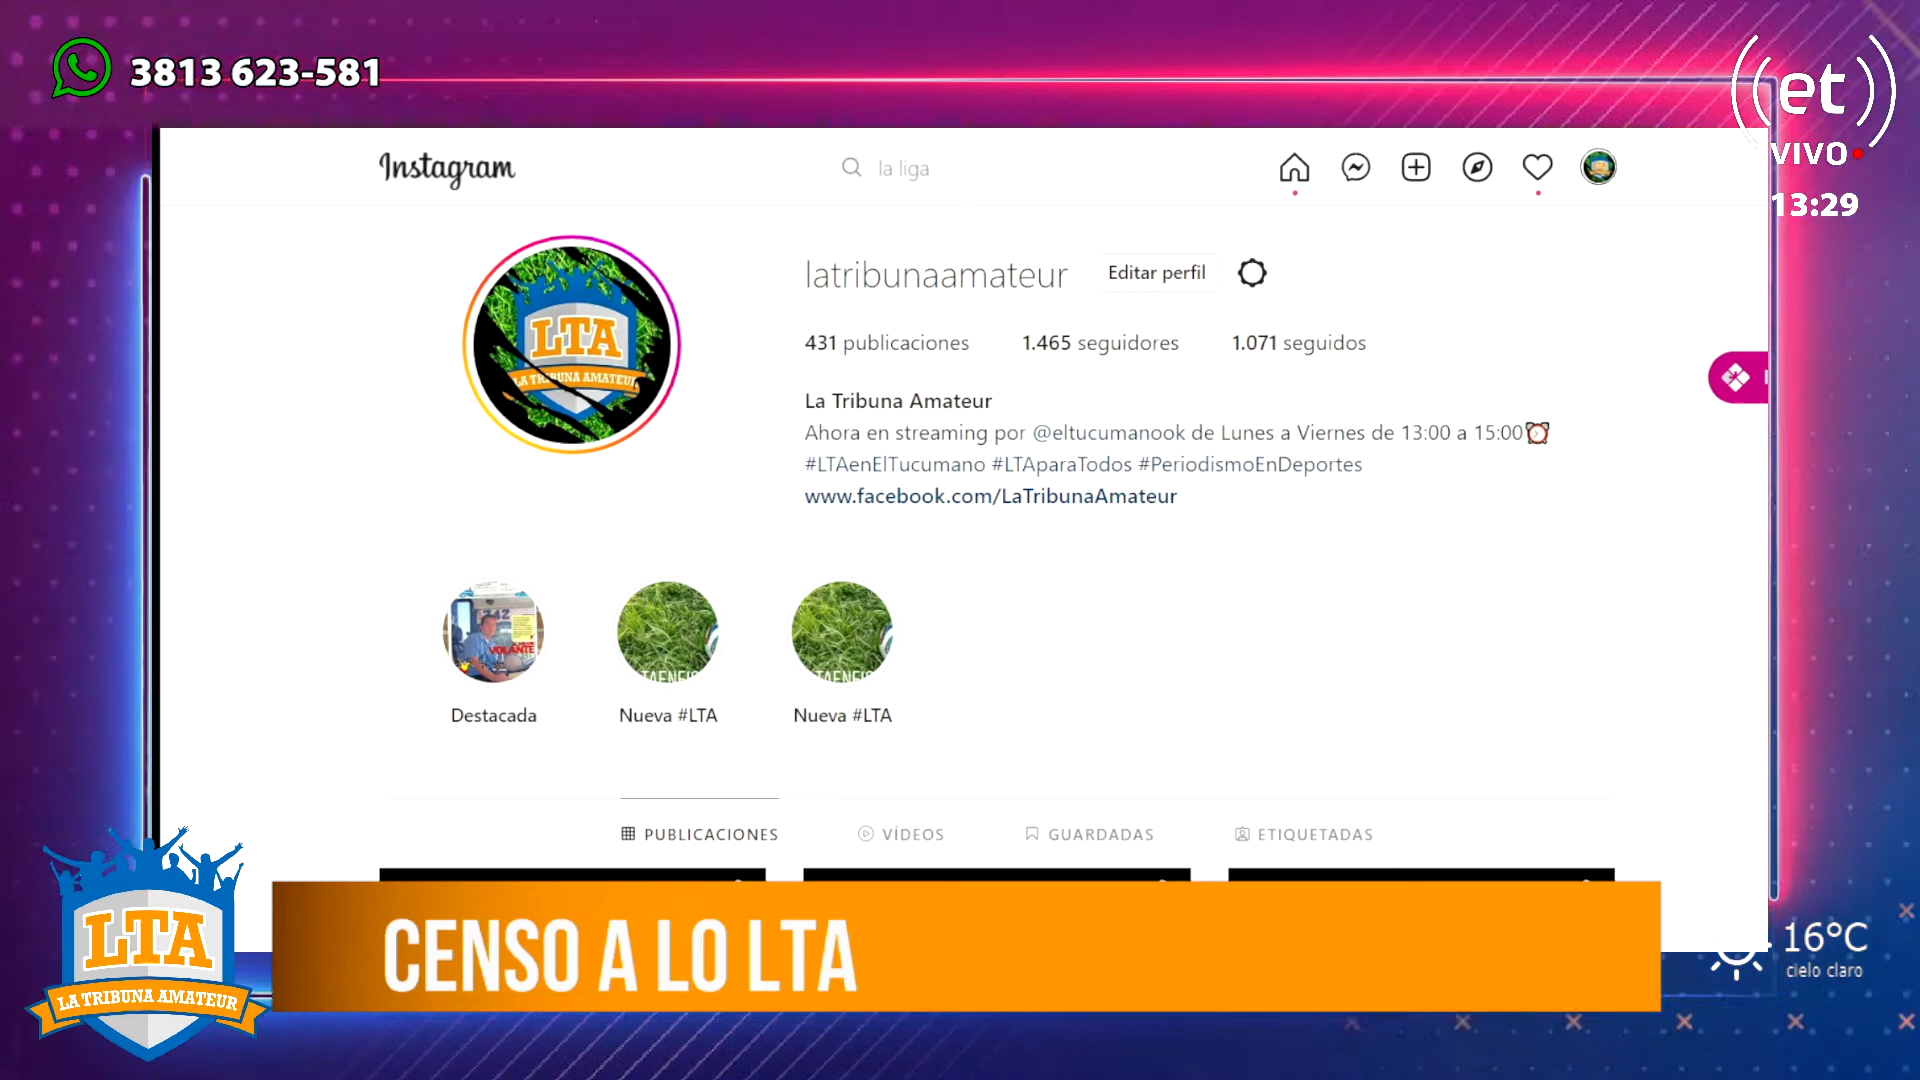 3813 623-581
et
VIVO
13:29
Instagram
la liga
latribunaamateur
Editar perfil
431 publicaciones
1.465 seguidores
1.071 seguidos
LTA
LA TRIBUNA AMATEUR
La Tribuna Amateur
Ahora en streaming por @eltucumanook de Lunes a Viernes de 13:00 a 15:00
#LTAenElTucumano #LTAparaTodos #PeriodismoEnDeportes
www.facebook.com/LaTribunaAmateur
VOLANTE
Destacada
Nueva #LTA
Nueva #LTA
PUBLICACIONES
VÍDEOS
GUARDADAS
ETIQUETADAS
LTA
LA TRIBUNA AMATEUR
CENSO A LO LTA
16°C
cielo claro